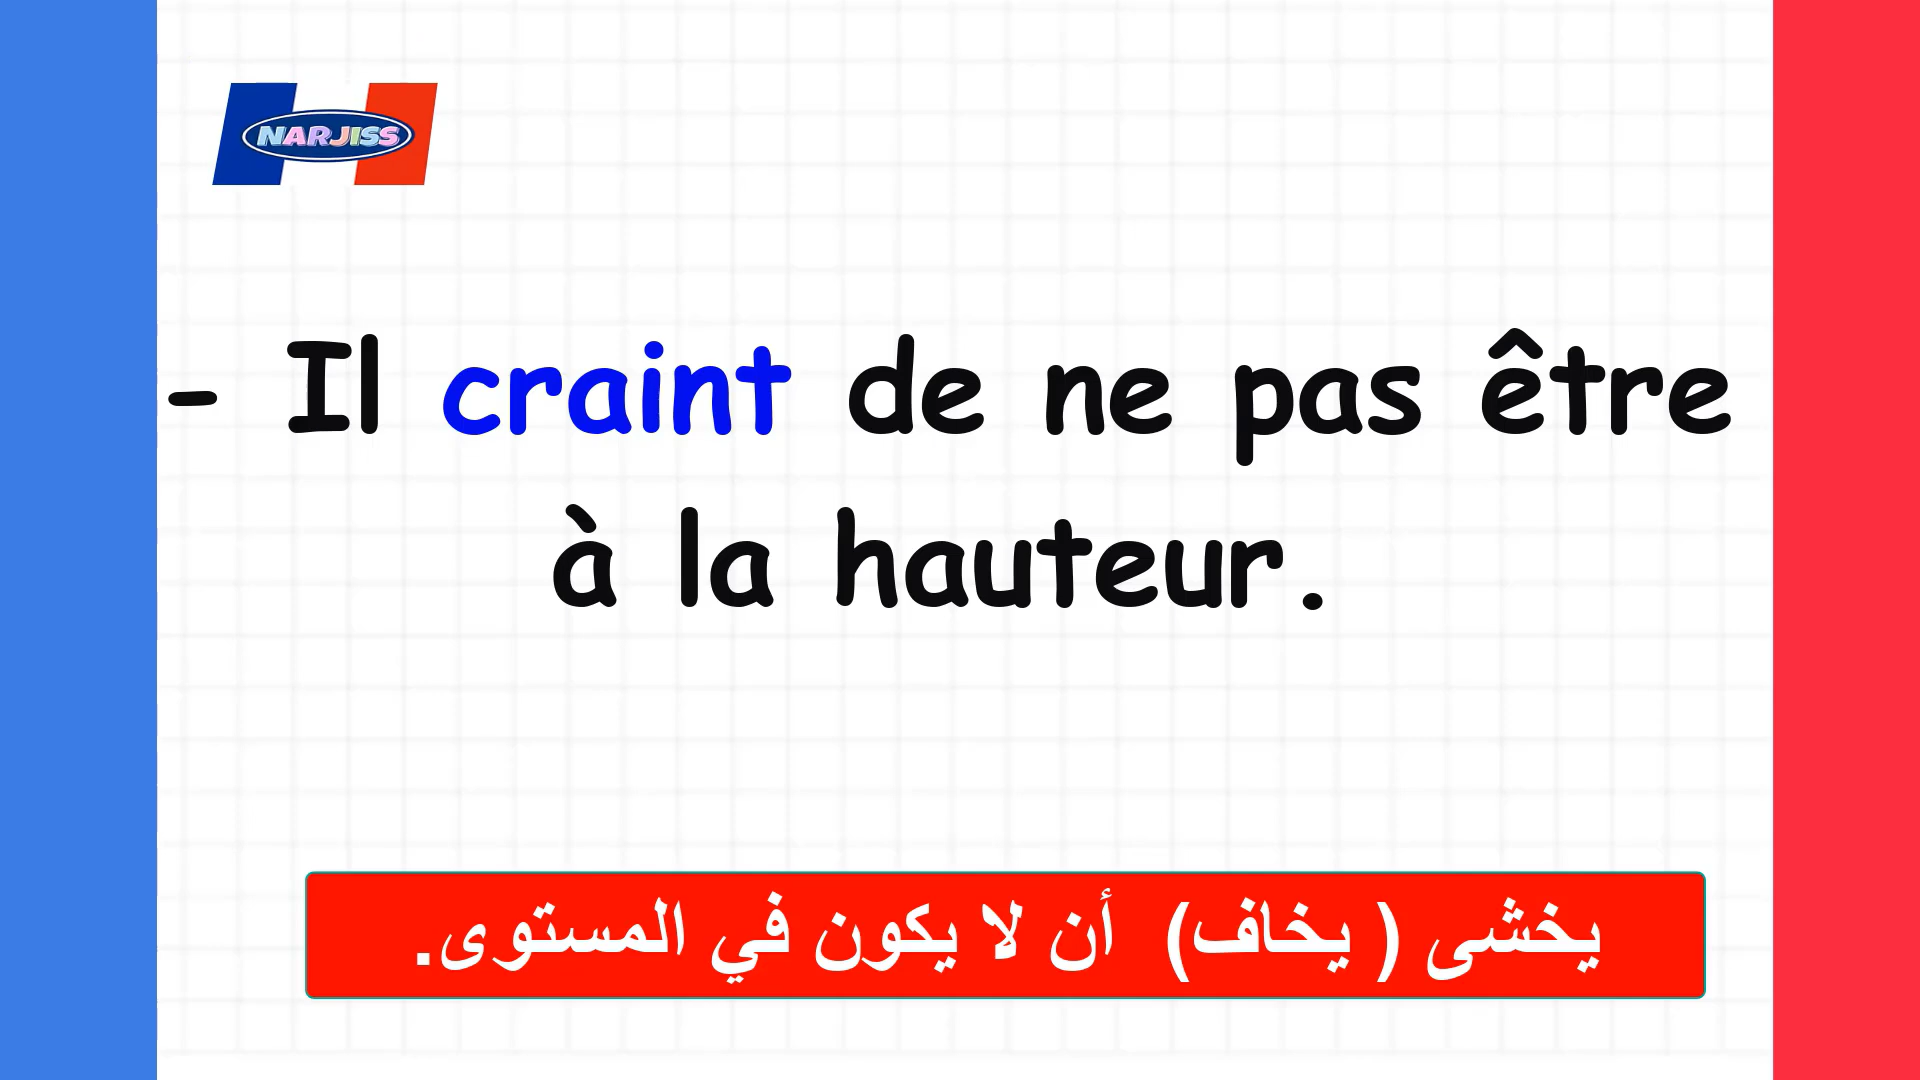 NARJISS
- Il craint de ne pas être
à la hauteur.
يخشى ( يخاف)  أن لا يكون في المستوى.